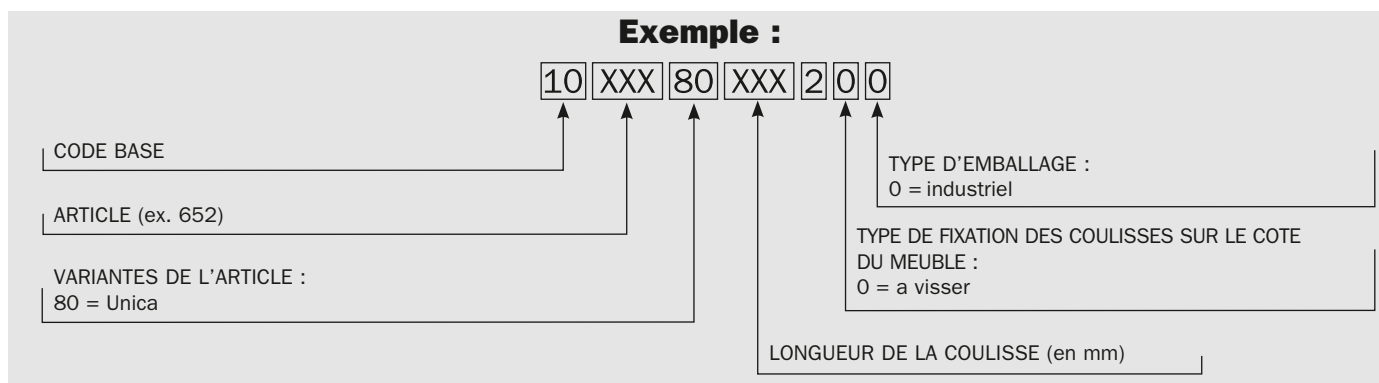 Exemple :
10 XXX 80 XXX 2 0 0
CODE BASE
TYPE D'EMBALLAGE :
0 = industriel
ARTICLE (ex. 652)
TYPE DE FIXATION DES COULISSES SUR LE COTE
DU MEUBLE :
0 = a visser
VARIANTES DE L'ARTICLE :
80 = Unica
LONGUEUR DE LA COULISSE (en mm)